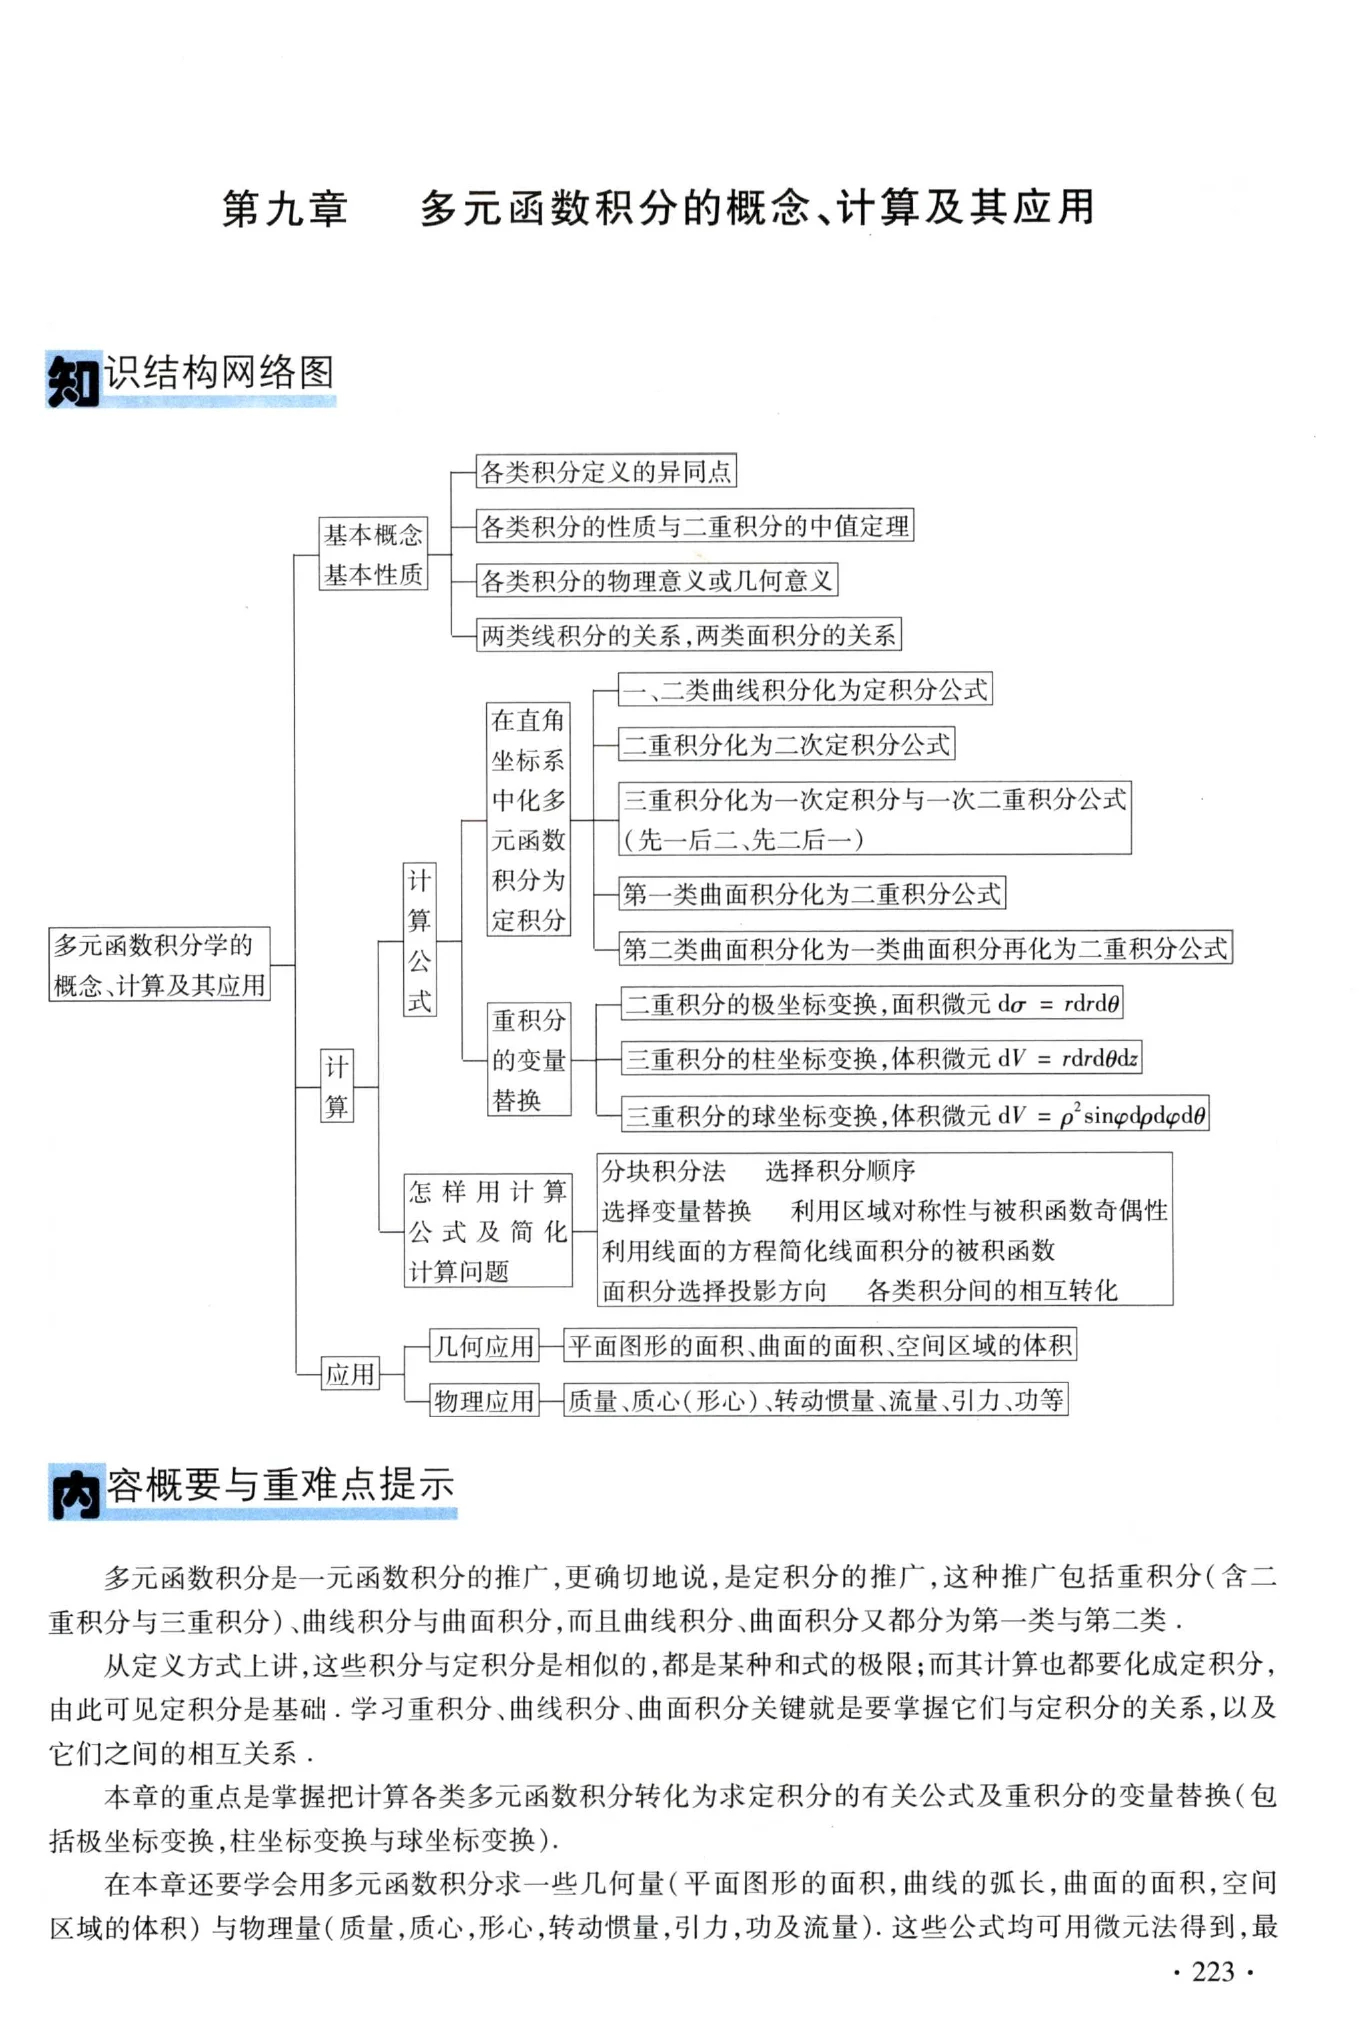 第九章 多元函数积分的概念、计算及其应用
知识结构网络图
各类积分定义的异同点
基本概念
基本性质
各类积分的性质与二重积分的中值定理
各类积分的物理意义或几何意义
两类线积分的关系,两类面积分的关系
在直角
坐标系
中化多
元函数
积分为
定积分
一、二类曲线积分化为定积分公式
二重积分化为二次定积分公式
三重积分化为一次定积分与一次二重积分公式
(先一后二、先二后一)
第一类曲面积分化为二重积分公式
第二类曲面积分化为一类曲面积分再化为二重积分公式
计
算
公
式
多元函数积分学的
概念、计算及其应用
重积分
的变量
替换
二重积分的极坐标变换,面积微元 dσ = rdrdθ
三重积分的柱坐标变换,体积微元 dV = rdrdθdz
三重积分的球坐标变换,体积微元 dV = ρ²sinφdρdφdθ
计
算
怎样用计算
公式及简化
计算问题
分块积分法 选择积分顺序
选择变量替换 利用区域对称性与被积函数奇偶性
利用线面的方程简化线面积分的被积函数
面积分选择投影方向 各类积分间的相互转化
应用
几何应用
平面图形的面积、曲面的面积、空间区域的体积
物理应用
质量、质心(形心)、转动惯量、流量、引力、功等
内容概要与重难点提示
多元函数积分是一元函数积分的推广,更确切地说,是定积分的推广,这种推广包括重积分(含二
重积分与三重积分)、曲线积分与曲面积分,而且曲线积分、曲面积分又都分为第一类与第二类.
从定义方式上讲,这些积分与定积分是相似的,都是某种和式的极限;而其计算也都要化成定积分,
由此可见定积分是基础.学习重积分、曲线积分、曲面积分关键就是要掌握它们与定积分的关系,以及
它们之间的相互关系.
本章的重点是掌握把计算各类多元函数积分转化为求定积分的有关公式及重积分的变量替换(包
括极坐标变换,柱坐标变换与球坐标变换).
在本章还要学会用多元函数积分求一些几何量(平面图形的面积,曲线的弧长,曲面的面积,空间
区域的体积)与物理量(质量,质心,形心,转动惯量,引力,功及流量).这些公式均可用微元法得到,最
·223·